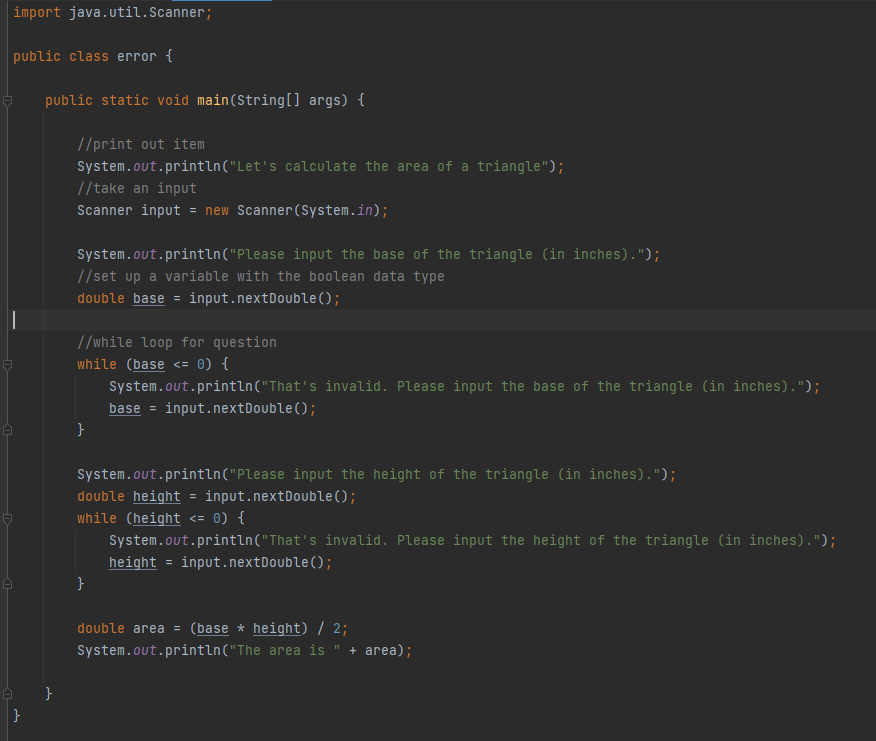 import java.util.Scanner;
public class error {
public static void main(String[] args) {
//print out item
System.out.println("Let's calculate the area of a triangle");
//take an input
Scanner input = new Scanner(System.in);
System.out.println("Please input the base of the triangle (in inches).");
//set up a variable with the boolean data type
double base = input.nextDouble();
//while loop for question
while (base <= 0) {
System.out.println("That's invalid. Please input the base of the triangle (in inches).");
base = input.nextDouble();
}
System.out.println("Please input the height of the triangle (in inches).");
double height = input.nextDouble();
while (height <= 0) {
System.out.println("That's invalid. Please input the height of the triangle (in inches).");
height = input.nextDouble();
}
double area = (base * height) / 2;
System.out.println("The area is " + area);
}
}